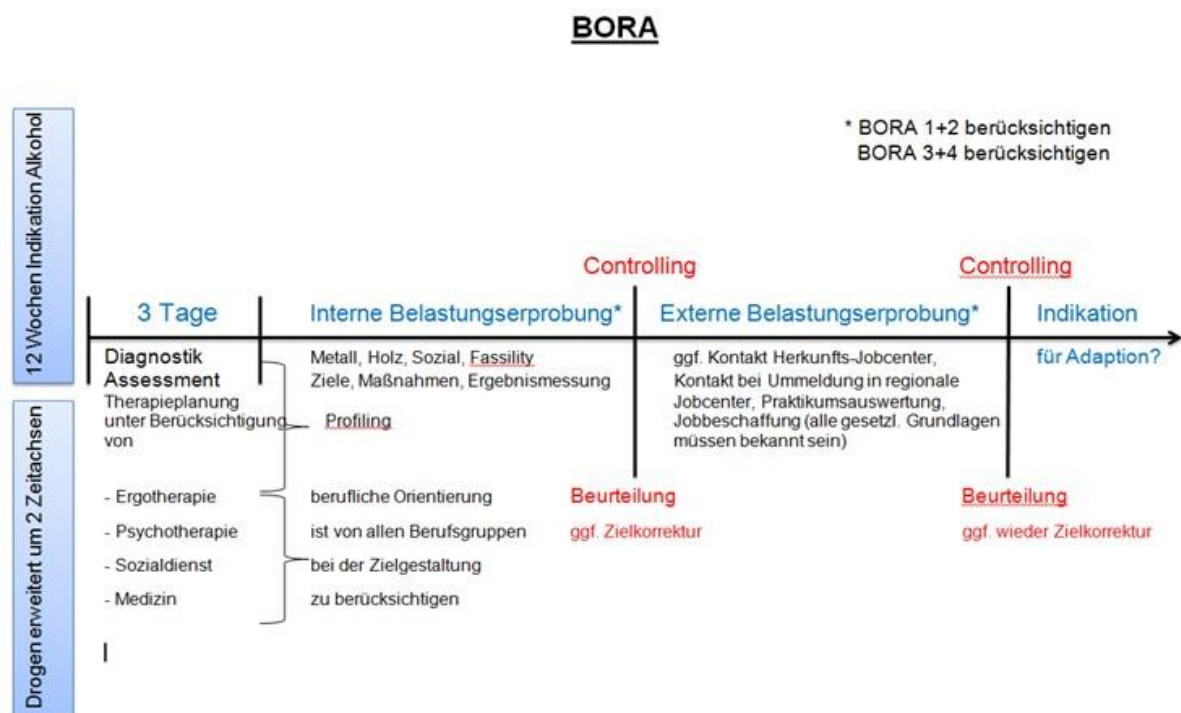 BORA
12 Wochen Indikation Alkohol
* BORA 1+2 berücksichtigen
BORA 3+4 berücksichtigen
Controlling
Controlling
3 Tage
Interne Belastungserprobung*
Externe Belastungserprobung*
Indikation
für Adaption?
Diagnostik
Assessment
Therapieplanung
unter Berücksichtigung
von
Metall, Holz, Sozial, Fassility
Ziele, Maßnahmen, Ergebnismessung
Profiling
ggf. Kontakt Herkunfts-Jobcenter,
Kontakt bei Ummeldung in regionale
Jobcenter, Praktikumsauswertung,
Jobbeschaffung (alle gesetzl. Grundlagen
müssen bekannt sein)
Drogen erweitert um 2 Zeitachsen
- Ergotherapie
- Psychotherapie
- Sozialdienst
- Medizin
berufliche Orientierung
ist von allen Berufsgruppen
bei der Zielgestaltung
zu berücksichtigen
Beurteilung
ggf. Zielkorrektur
Beurteilung
ggf. wieder Zielkorrektur